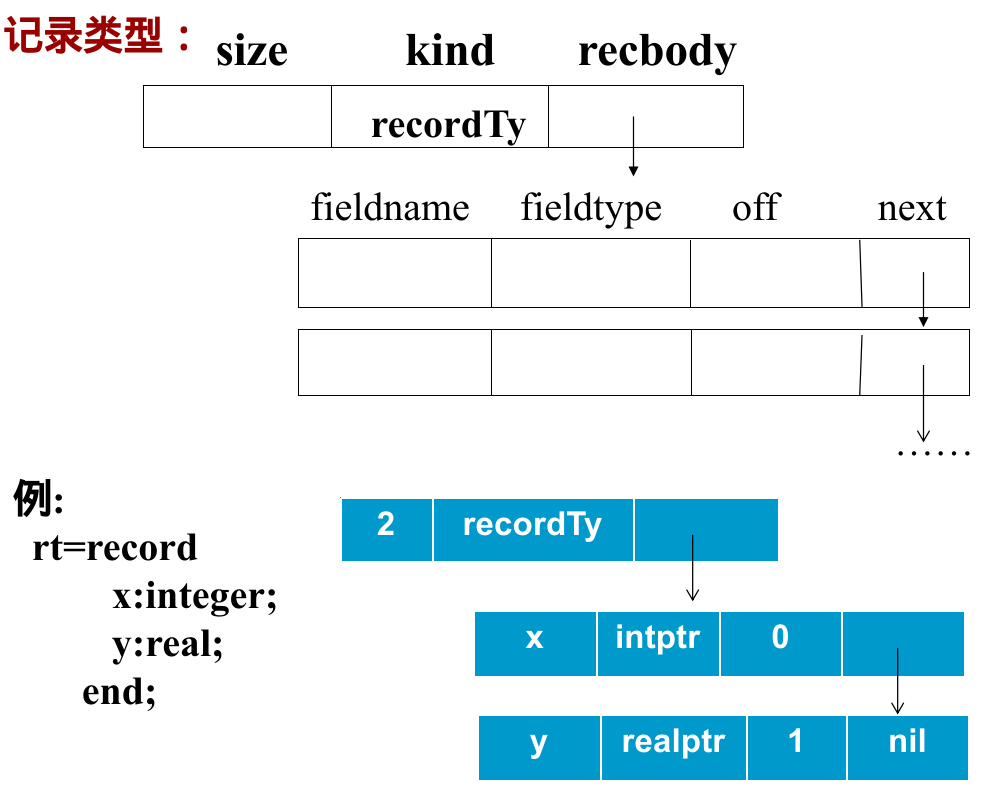 记录类型：
size kind recbody
recordTy
fieldname fieldtype off next
······
例:
rt=record
x:integer;
y:real;
end;
2 recordTy
x intptr 0
y realptr 1 nil